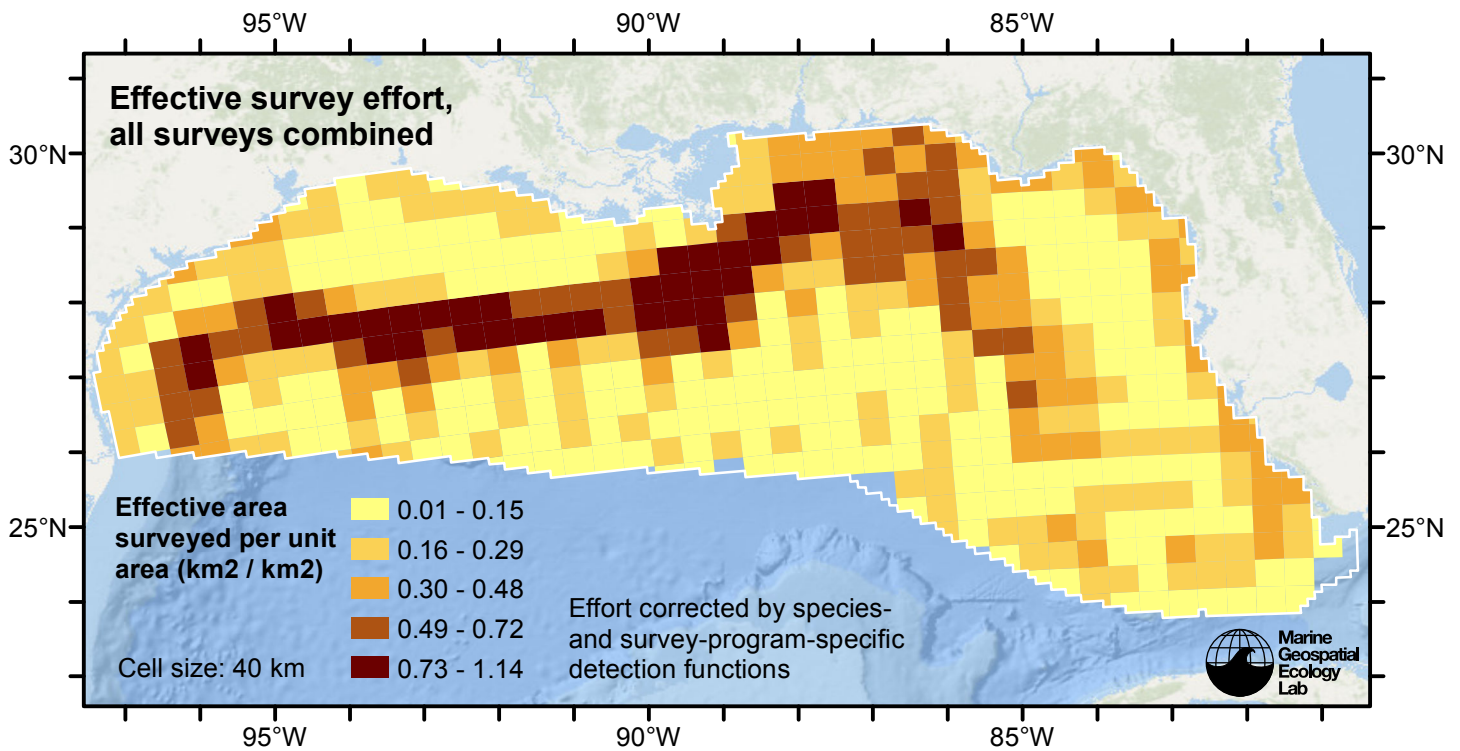 95°W
90°W
85°W
Effective survey effort,
all surveys combined
30°N
30°N
25°N
25°N
Effective area
surveyed per unit
area (km2 / km2)
0.01 - 0.15
0.16 - 0.29
0.30 - 0.48
0.49 - 0.72
0.73 - 1.14
Cell size: 40 km
Effort corrected by species-
and survey-program-specific
detection functions
Marine
Geospatial
Ecology
Lab
95°W
90°W
85°W